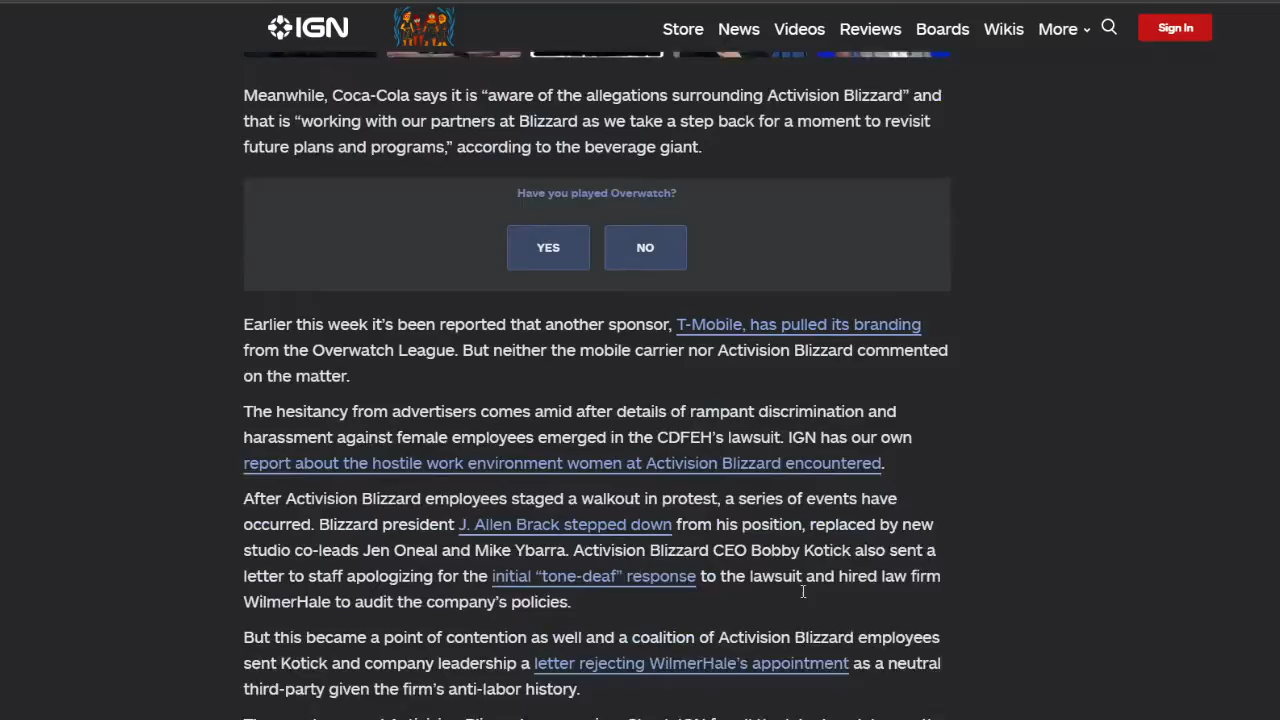 IGN
Store News Videos Reviews Boards Wikis More Sign In
Meanwhile, Coca-Cola says it is “aware of the allegations surrounding Activision Blizzard” and
that is “working with our partners at Blizzard as we take a step back for a moment to revisit
future plans and programs,” according to the beverage giant.
Have you played Overwatch?
YES NO
Earlier this week it’s been reported that another sponsor, T-Mobile, has pulled its branding
from the Overwatch League. But neither the mobile carrier nor Activision Blizzard commented
on the matter.
The hesitancy from advertisers comes amid after details of rampant discrimination and
harassment against female employees emerged in the CDFEH’s lawsuit. IGN has our own
report about the hostile work environment women at Activision Blizzard encountered.
After Activision Blizzard employees staged a walkout in protest, a series of events have
occurred. Blizzard president J. Allen Brack stepped down from his position, replaced by new
studio co-leads Jen Oneal and Mike Ybarra. Activision Blizzard CEO Bobby Kotick also sent a
letter to staff apologizing for the initial “tone-deaf” response to the lawsuit and hired law firm
WilmerHale to audit the company’s policies.
But this became a point of contention as well and a coalition of Activision Blizzard employees
sent Kotick and company leadership a letter rejecting WilmerHale’s appointment as a neutral
third-party given the firm’s anti-labor history.